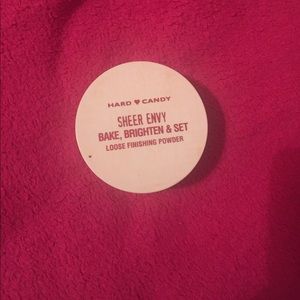 HARD ♥ CANDY
SHEER ENVY
BAKE, BRIGHTEN & SET
LOOSE FINISHING POWDER